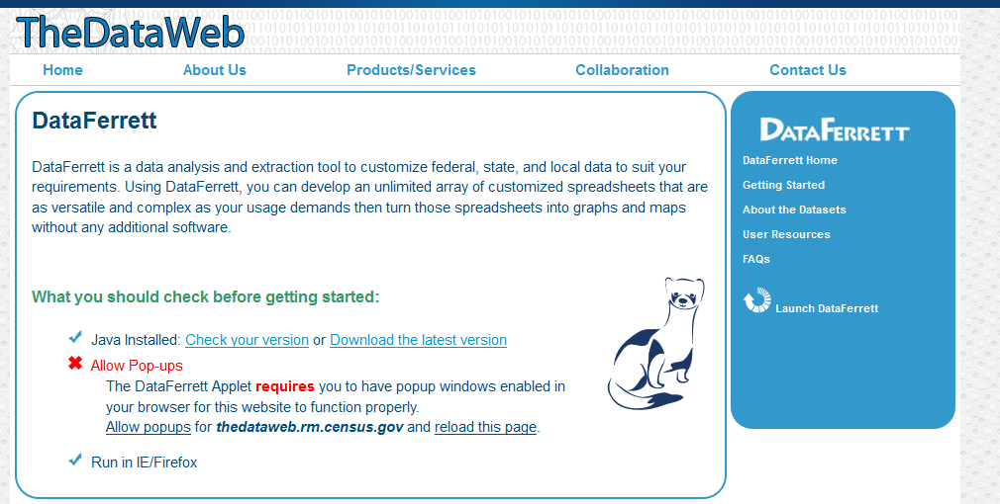 TheDataWeb
Home About Us Products/Services Collaboration Contact Us
DataFerrett
DataFerrett is a data analysis and extraction tool to customize federal, state, and local data to suit your
requirements. Using DataFerrett, you can develop an unlimited array of customized spreadsheets that are
as versatile and complex as your usage demands then turn those spreadsheets into graphs and maps
without any additional software.
What you should check before getting started:
Java Installed: Check your version or Download the latest version
Allow Pop-ups
The DataFerrett Applet requires you to have popup windows enabled in
your browser for this website to function properly.
Allow popups for thedataweb.rm.census.gov and reload this page.
Run in IE/Firefox
DATAFERRETT
DataFerrett Home
Getting Started
About the Datasets
User Resources
FAQs
Launch DataFerrett